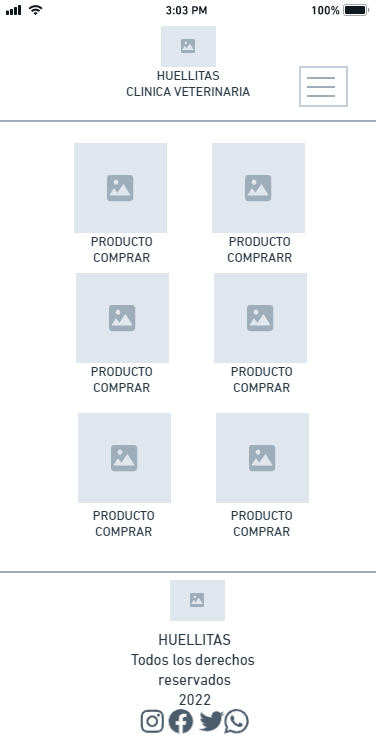 3:03 PM 100%
HUELLITAS
CLINICA VETERINARIA
PRODUCTO PRODUCTO
COMPRAR COMPRARR
PRODUCTO PRODUCTO
COMPRAR COMPRAR
PRODUCTO PRODUCTO
COMPRAR COMPRAR
HUELLITAS
Todos los derechos
reservados
2022